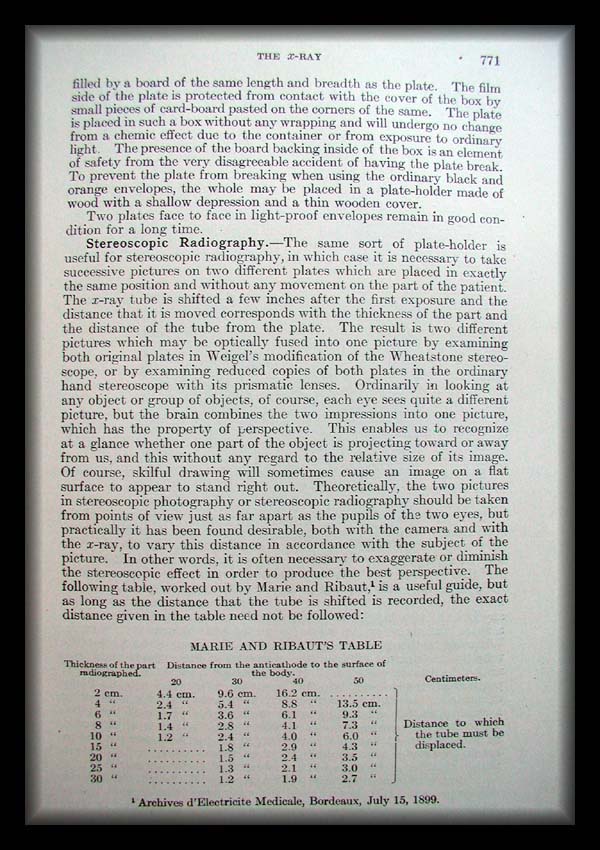 THE X-RAY 771
filled by a board of the same length and breadth as the plate. The film
side of the plate is protected from contact with the cover of the box by
small pieces of card-board pasted on the corners of the same. The plate
is placed in such a box without any wrapping and will undergo no change
from a chemic effect due to the container or from exposure to ordinary
light. The presence of the board backing inside of the box is an element
of safety from the very disagreeable accident of having the plate break.
To prevent the plate from breaking when using the ordinary black and
orange envelopes, the whole may be placed in a plate-holder made of
wood with a shallow depression and a thin wooden cover.
Two plates face to face in light-proof envelopes remain in good con-
dition for a long time.
Stereoscopic Radiography.—The same sort of plate-holder is
useful for stereoscopic radiography, in which case it is necessary to take
successive pictures on two different plates which are placed in exactly
the same position and without any movement on the part of the patient.
The x-ray tube is shifted a few inches after the first exposure and the
distance that it is moved corresponds with the thickness of the part and
the distance of the tube from the plate. The result is two different
pictures which may be optically fused into one picture by examining
both original plates in Weigel's modification of the Wheatstone stereo-
scope, or by examining reduced copies of both plates in the ordinary
hand stereoscope with its prismatic lenses. Ordinarily in looking at
any object or group of objects, of course, each eye sees quite a different
picture, but the brain combines the two impressions into one picture,
which has the property of perspective. This enables us to recognize
at a glance whether one part of the object is projecting toward or away
from us, and this without any regard to the relative size of its image.
Of course, skilful drawing will sometimes cause an image on a flat
surface to appear to stand right out. Theoretically, the two pictures
in stereoscopic photography or stereoscopic radiography should be taken
from points of view just as far apart as the pupils of the two eyes, but
practically it has been found desirable, both with the camera and with
the x-ray, to vary this distance in accordance with the subject of the
picture. In other words, it is often necessary to exaggerate or diminish
the stereoscopic effect in order to produce the best perspective. The
following table, worked out by Marie and Ribaut,¹ is a useful guide, but
as long as the distance that the tube is shifted is recorded, the exact
distance given in the table need not be followed:
MARIE AND RIBAUT'S TABLE
Thickness of the part Distance from the anticathode to the surface of
radiographed. the body. Centimeters.
20 30 40 50
2 cm. 4.4 cm. 9.6 cm. 16.2 cm. ..........
4 " 2.4 " 5.4 " 8.8 " 13.5 cm.
6 " 1.7 " 3.6 " 6.1 " 9.3 "
8 " 1.4 " 2.8 " 4.1 " 7.3 " Distance to which
10 " 1.2 " 2.4 " 4.0 " 6.0 " the tube must be
15 " .......... 1.8 " 2.9 " 4.3 " displaced.
20 " .......... 1.5 " 2.4 " 3.5 "
25 " .......... 1.3 " 2.1 " 3.0 "
30 " .......... 1.2 " 1.9 " 2.7 "
¹ Archives d'Electricite Medicale, Bordeaux, July 15, 1899.